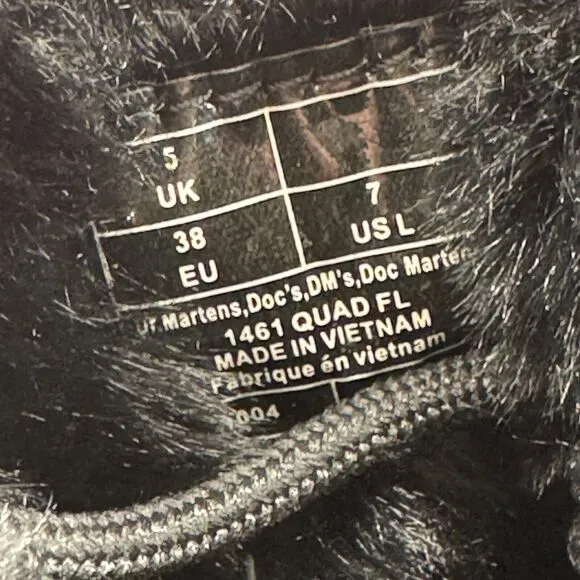 5
UK
7
US L
38
EU
Martens,Doc's,DM's,Doc
1461 QUAD FL
MADE IN VIETNAM
Fabrique én vietnam
004